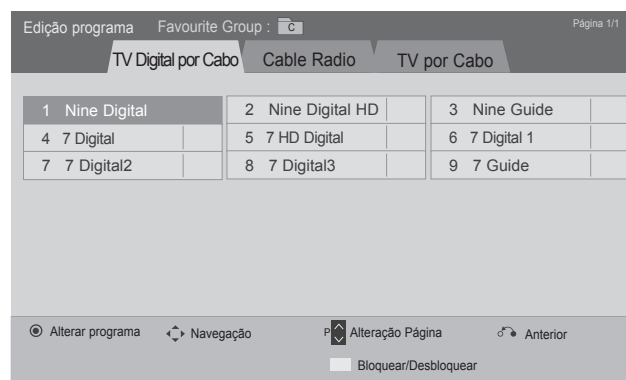 Edição programa Favourite Group : C Página 1/1
TV Digital por Cabo Cable Radio TV por Cabo
1 Nine Digital 2 Nine Digital HD 3 Nine Guide
4 7 Digital 5 7 HD Digital 6 7 Digital 1
7 7 Digital2 8 7 Digital3 9 7 Guide
Alterar programa Navegação P Alteração Página Anterior
Bloquear/Desbloquear